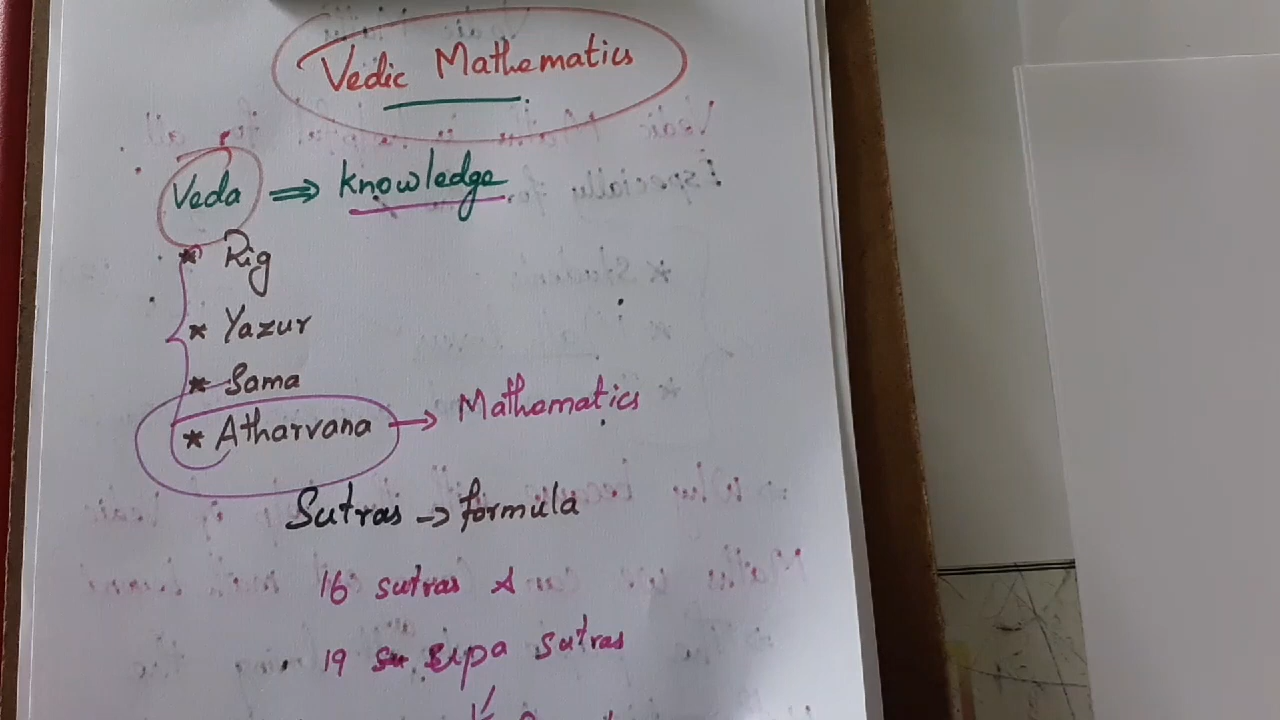 Vedic Mathematics
Veda ⇒ knowledge
* Rig
* Yazur
* Sama
* Atharvana → Mathematics
Sutras → formula
16 sutras &
19 upa sutras